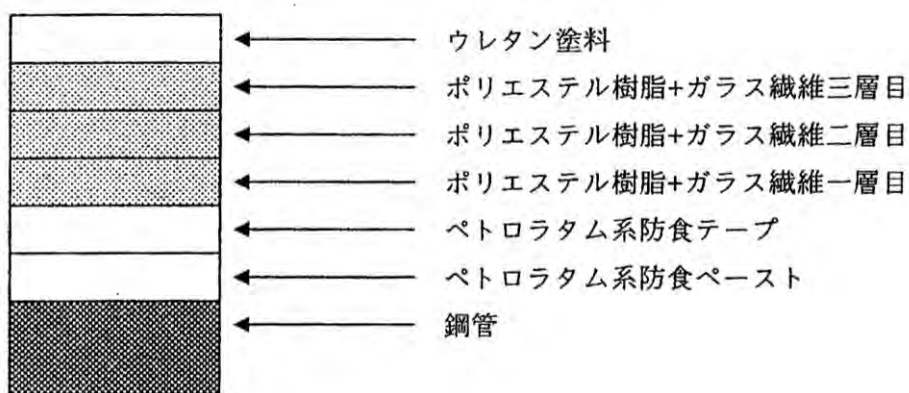 ウレタン塗料
ポリエステル樹脂+ガラス繊維三層目
ポリエステル樹脂+ガラス繊維二層目
ポリエステル樹脂+ガラス繊維一層目
ペトロラタム系防食テープ
ペトロラタム系防食ペースト
鋼管